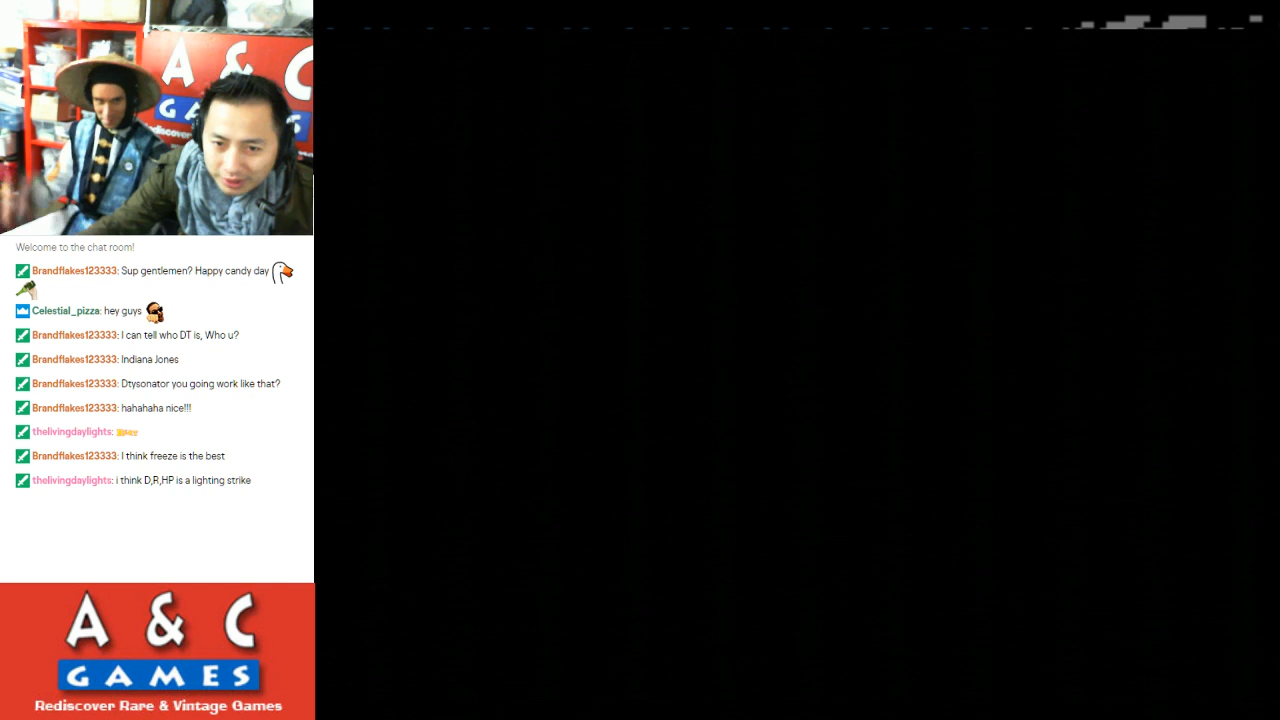 A & C
GA
S
Rediscover
Welcome to the chat room!
Brandflakes123333: Sup gentlemen? Happy candy day
Celestial_pizza: hey guys
Brandflakes123333: I can tell who DT is, Who u?
Brandflakes123333: Indiana Jones
Brandflakes123333: Dtysonator you going work like that?
Brandflakes123333: hahahaha nice!!!
thelivingdaylights:
Brandflakes123333: I think freeze is the best
thelivingdaylights: i think D,R,HP is a lighting strike
A & C
GAMES
Rediscover Rare & Vintage Games